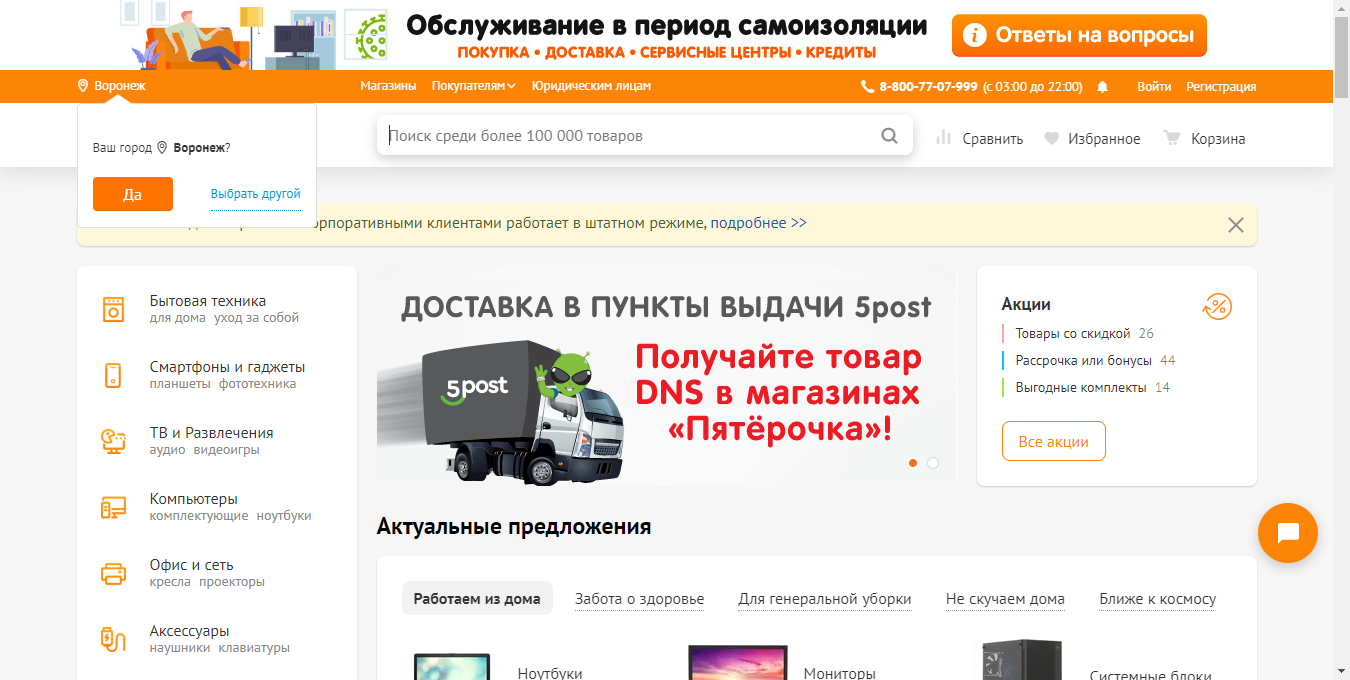 Обслуживание в период самоизоляции
ПОКУПКА • ДОСТАВКА • СЕРВИСНЫЕ ЦЕНТРЫ • КРЕДИТЫ
Ответы на вопросы
Воронеж
Магазины Покупателям Юридическим лицам
8-800-77-07-999 (с 03:00 до 22:00)
Войти Регистрация
Ваш город Воронеж?
Да Выбрать другой
Поиск среди более 100 000 товаров
Сравнить Избранное Корзина
орпоративными клиентами работает в штатном режиме, подробнее >>
Бытовая техника
для дома уход за собой
Смартфоны и гаджеты
планшеты фототехника
ТВ и Развлечения
аудио видеоигры
Компьютеры
комплектующие ноутбуки
Офис и сеть
кресла проекторы
Аксессуары
наушники клавиатуры
ДОСТАВКА В ПУНКТЫ ВЫДАЧИ 5post
5post
Получайте товар
DNS в магазинах
«Пятёрочка»!
Акции
Товары со скидкой 26
Рассрочка или бонусы 44
Выгодные комплекты 14
Все акции
Актуальные предложения
Работаем из дома Забота о здоровье Для генеральной уборки Не скучаем дома Ближе к космосу
Ноутбуки Мониторы Системные блоки